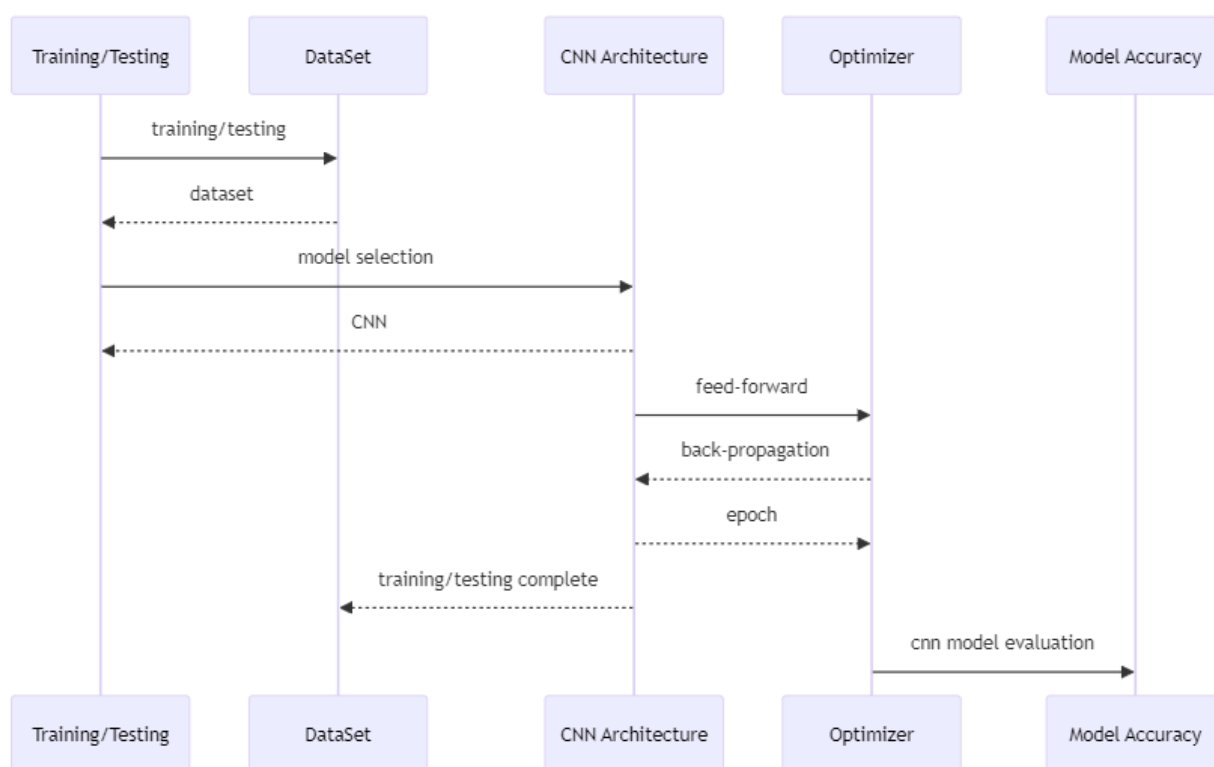 Training/Testing
DataSet
CNN Architecture
Optimizer
Model Accuracy
training/testing
dataset
model selection
CNN
feed-forward
back-propagation
epoch
training/testing complete
cnn model evaluation
Training/Testing
DataSet
CNN Architecture
Optimizer
Model Accuracy